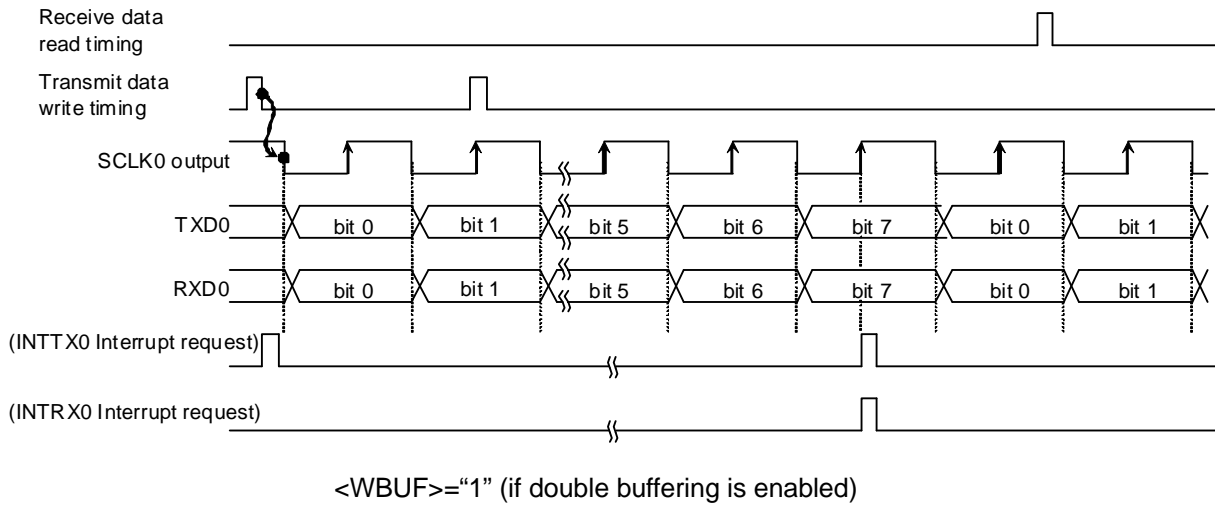 Receive data
read timing
Transmit data
write timing
SCLK0 output
TXD0 bit 0 bit 1 bit 5 bit 6 bit 7 bit 0 bit 1
RXD0 bit 0 bit 1 bit 5 bit 6 bit 7 bit 0 bit 1
(INTTX0 Interrupt request)
(INTRX0 Interrupt request)
<WBUF>=“1” (if double buffering is enabled)